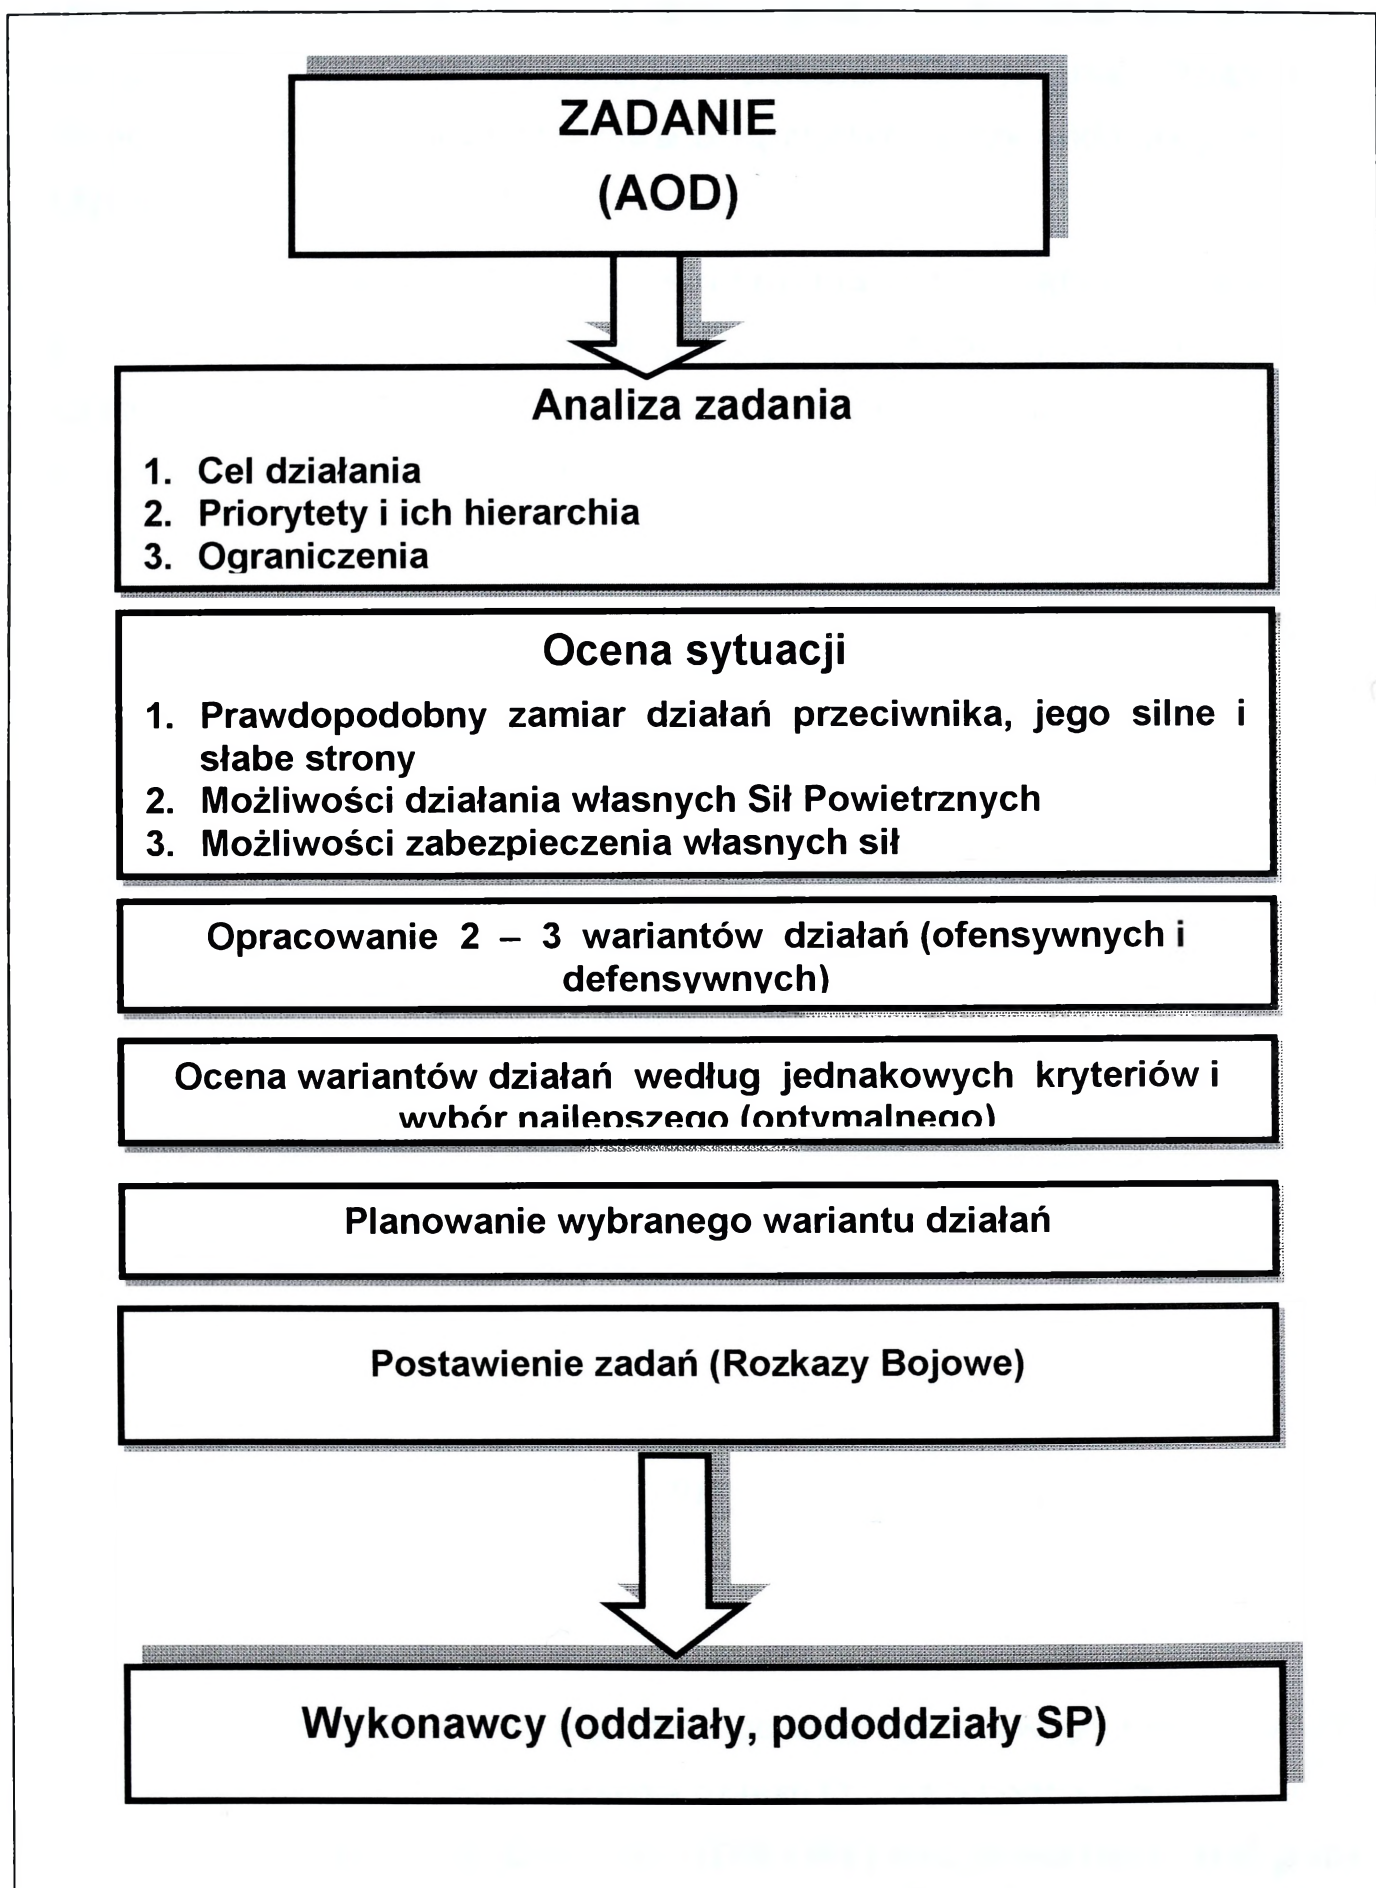 ZADANIE
(AOD)
Analiza zadania
1. Cel działania
2. Priorytety i ich hierarchia
3. Ograniczenia
Ocena sytuacji
1. Prawdopodobny zamiar działań przeciwnika, jego silne i
słabe strony
2. Możliwości działania własnych Sił Powietrznych
3. Możliwości zabezpieczenia własnych sił
Opracowanie 2 – 3 wariantów działań (ofensywnych i
defensywnych)
Ocena wariantów działań według jednakowych kryteriów i
wybór najlepszego (optymalnego)
Planowanie wybranego wariantu działań
Postawienie zadań (Rozkazy Bojowe)
Wykonawcy (oddziały, pododdziały SP)